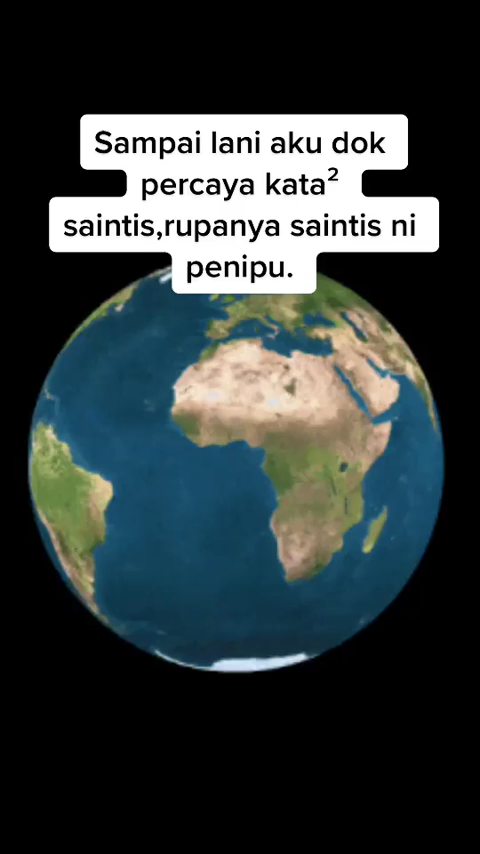 Sampai lani aku dok
percaya kata²
saintis,rupanya saintis ni
penipu.